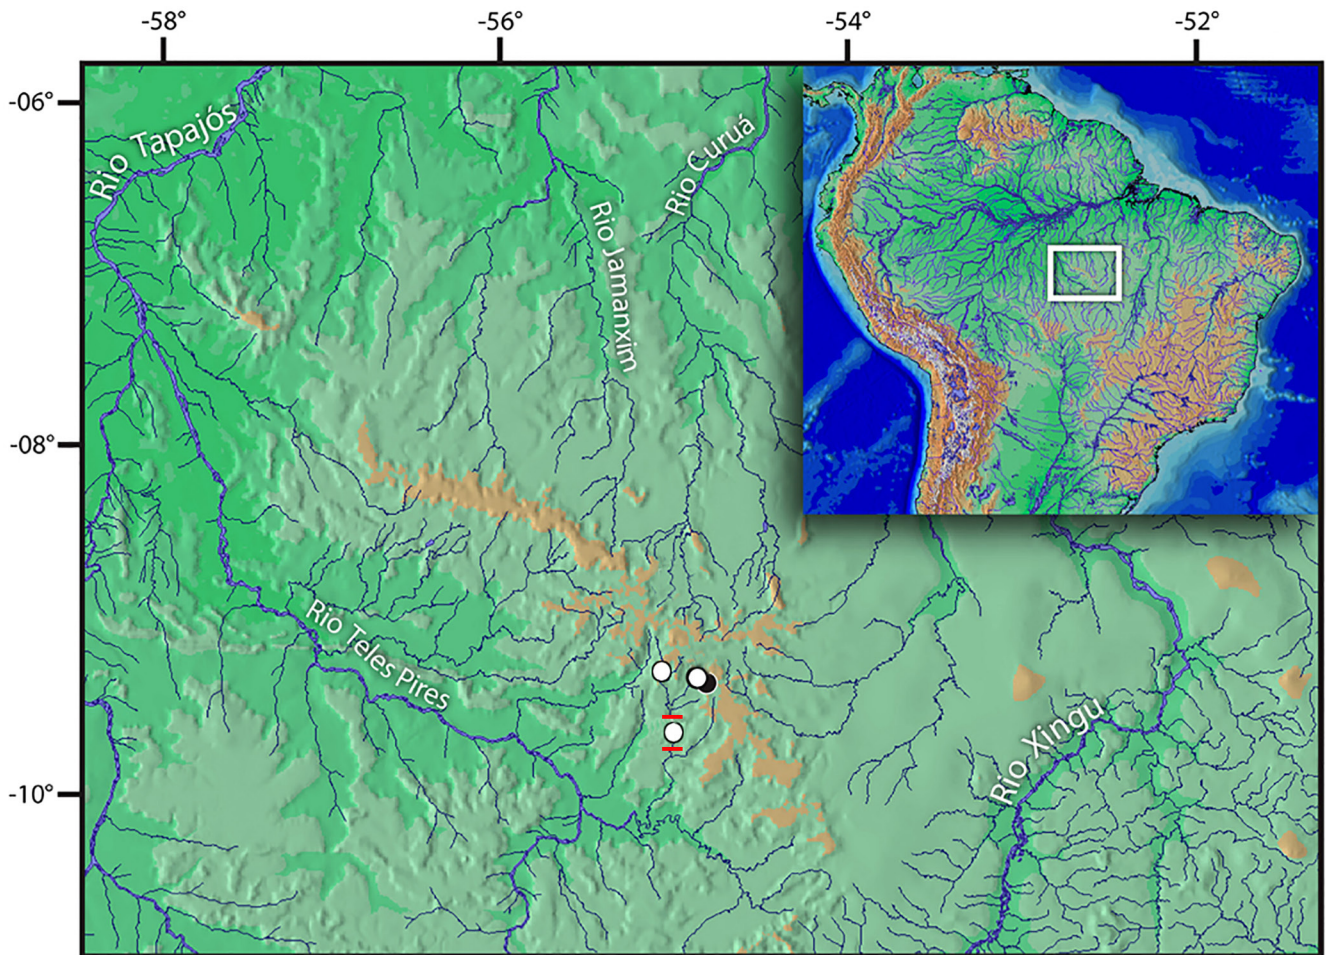 -58°
-56°
-54°
-52°
-06°
Rio Tapajós
Rio Curuá
Rio Jamanxim
-08°
Rio Teles Pires
Rio Xingu
-10°